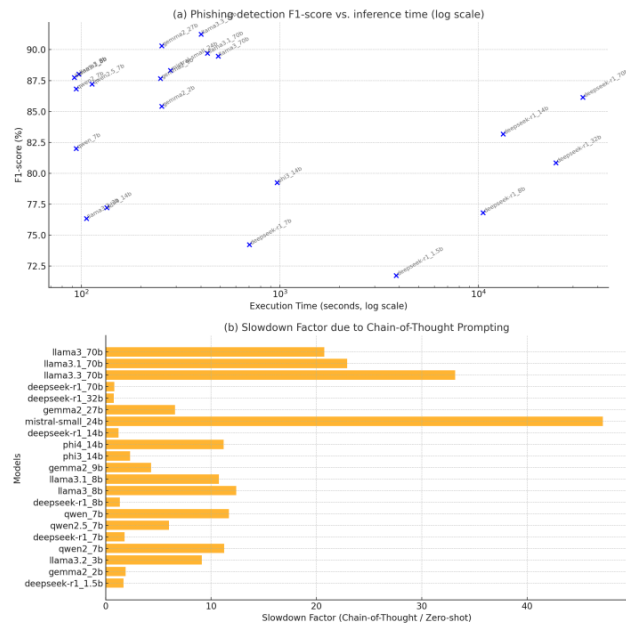 (a) Phishing detection F1-score vs. inference time (log scale)
F1-score (%)
90.0
87.5
85.0
82.5
80.0
77.5
75.0
72.5
gemma2_27b
llama3.1_70b
llama3_70b
gemma2_2b
qwen2.5_7b
qwen_7b
phi3_14b
deepseek-r1_7b
deepseek-r1_1.5b
deepseek-r1_8b
deepseek-r1_14b
deepseek-r1_32b
deepseek-r1_70b
10²
10³
10⁴
Execution Time (seconds, log scale)
(b) Slowdown Factor due to Chain-of-Thought Prompting
Models
llama3_70b
llama3.1_70b
llama3.3_70b
deepseek-r1_70b
deepseek-r1_32b
gemma2_27b
mistral-small_24b
deepseek-r1_14b
phi4_14b
phi3_14b
gemma2_9b
llama3.1_8b
llama3_8b
deepseek-r1_8b
qwen_7b
qwen2.5_7b
deepseek-r1_7b
qwen2_7b
llama3.2_3b
gemma2_2b
deepseek-r1_1.5b
0 10 20 30 40
Slowdown Factor (Chain-of-Thought / Zero-shot)